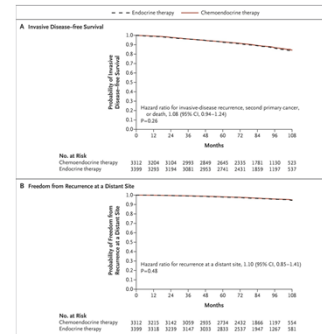 Endocrine therapy Chemoendocrine therapy
A Invasive Disease–free Survival
Probability of Invasive
Disease–free Survival
1.0
0.9
0.8
0.7
0.6
0.5
0.4
0.3
0.2
0.1
0.0
Hazard ratio for invasive-disease recurrence, second primary cancer,
or death, 1.08 (95% CI, 0.94–1.24)
P=0.26
0 12 24 36 48 60 72 84 96 108
Months
No. at Risk
Chemoendocrine therapy 3312 3204 3104 2993 2849 2645 2335 1781 1130 523
Endocrine therapy 3399 3293 3194 3081 2953 2741 2431 1859 1197 537
B Freedom from Recurrence at a Distant Site
Probability of Freedom from
Recurrence at a Distant Site
1.0
0.9
0.8
0.7
0.6
0.5
0.4
0.3
0.2
0.1
0.0
Hazard ratio for recurrence at a distant site, 1.10 (95% CI, 0.85–1.41)
P=0.48
0 12 24 36 48 60 72 84 96 108
Months
No. at Risk
Chemoendocrine therapy 3312 3215 3142 3059 2935 2734 2432 1866 1197 554
Endocrine therapy 3399 3318 3239 3147 3033 2833 2537 1947 1267 581